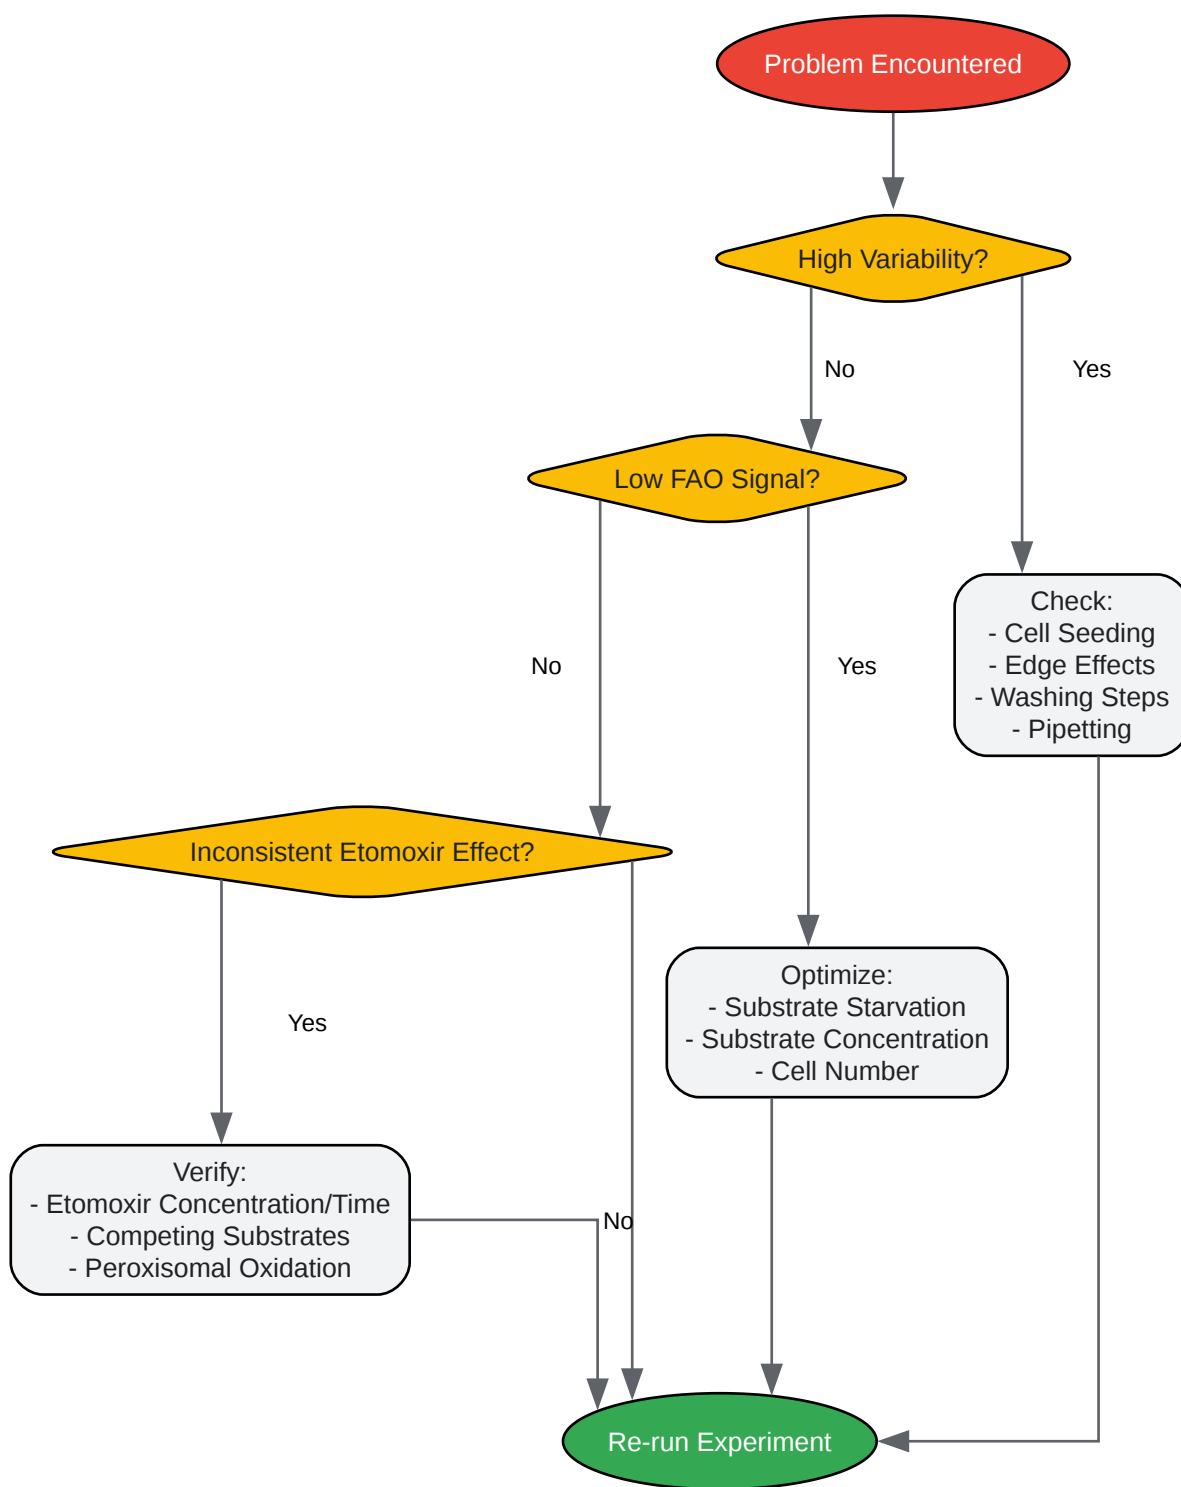 Problem Encountered
High Variability?
No
Yes
Low FAO Signal?
Check:
- Cell Seeding
- Edge Effects
- Washing Steps
- Pipetting
No
Yes
Inconsistent Etomoxir Effect?
Optimize:
- Substrate Starvation
- Substrate Concentration
- Cell Number
Yes
Verify:
- Etomoxir Concentration/Time
- Competing Substrates
- Peroxisomal Oxidation
No
Re-run Experiment